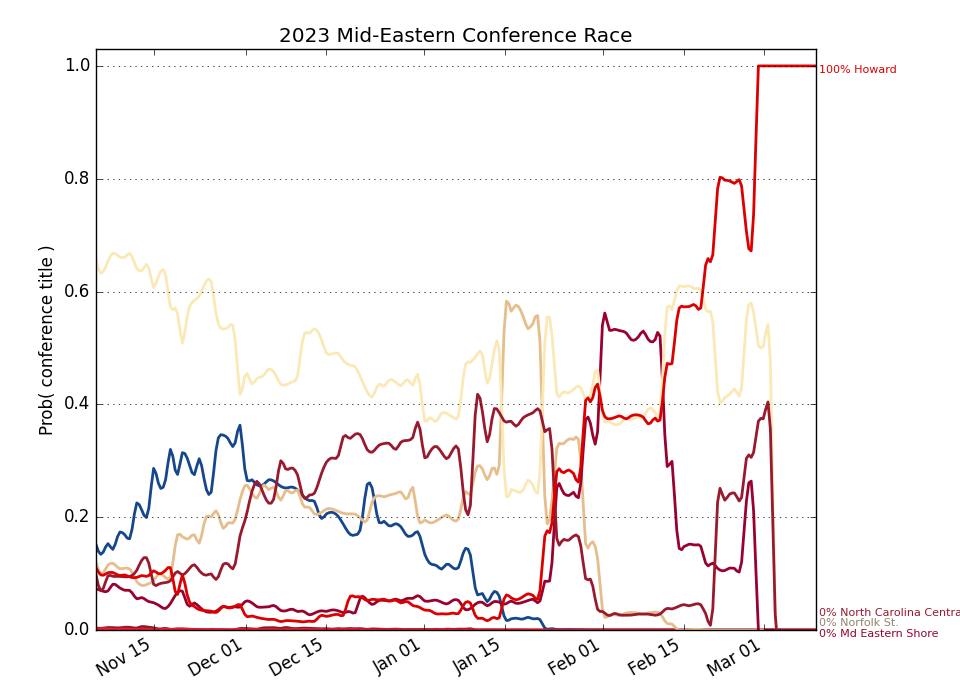 2023 Mid-Eastern Conference Race
Prob( conference title )
1.0
0.8
0.6
0.4
0.2
0.0
Nov 15
Dec 01
Dec 15
Jan 01
Jan 15
Feb 01
Feb 15
Mar 01
100% Howard
0% North Carolina Centra
0% Norfolk St.
0% Md Eastern Shore